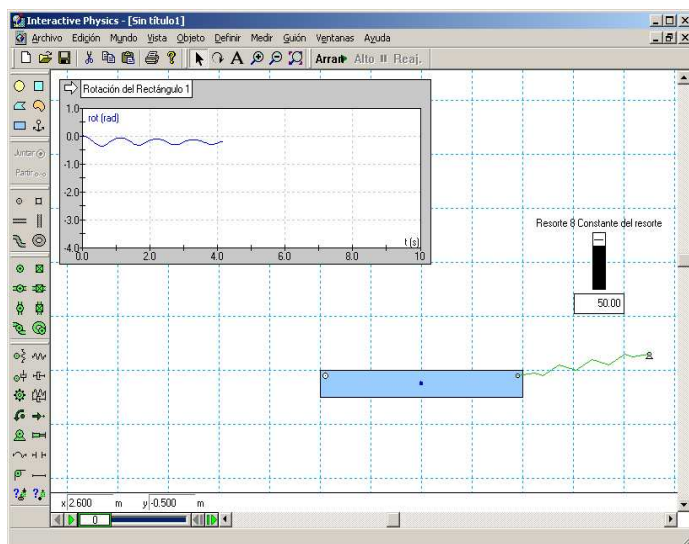 Interactive Physics - [Sin título1]
Archivo Edición Mundo Vista Objeto Definir Medir Guión Ventanas Ayuda
A Arran Alto II Reaj.
Rotación del Rectángulo 1
1.0
rot (rad)
0.0
-1.0
-2.0
-3.0
-4.0
t (s)
0.0 2.0 4.0 6.0 8.0 10
Juntar
Partir
Resorte 8 Constante del resorte
50.00
x 2.600 m y -0.500 m
0